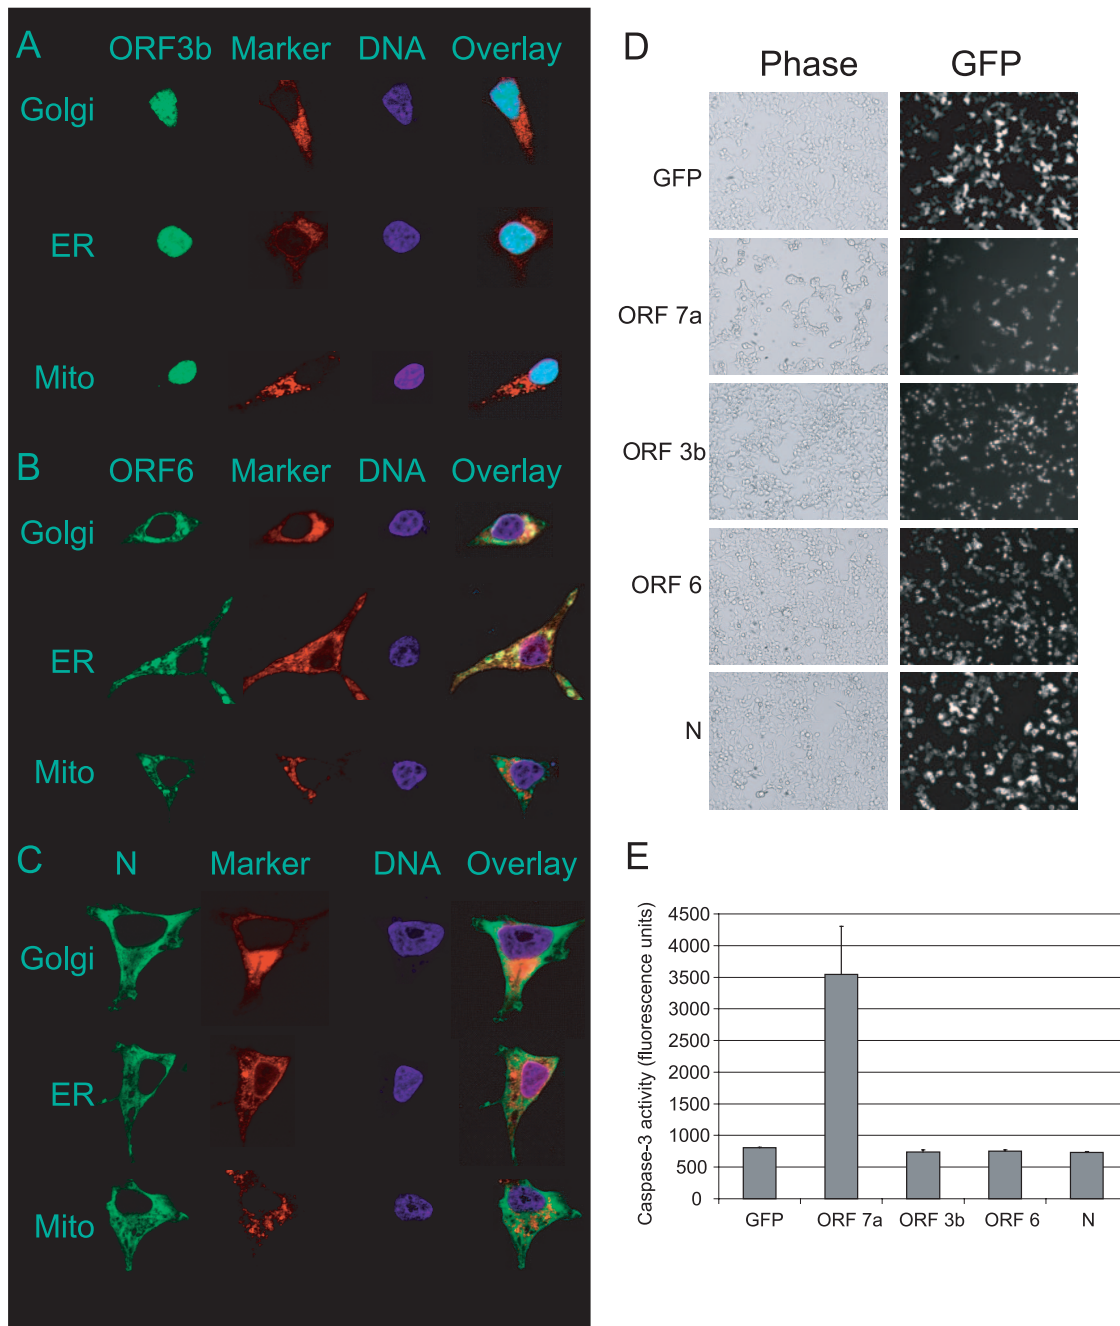 A
ORF3b Marker DNA Overlay
Golgi
ER
Mito
B
ORF6 Marker DNA Overlay
Golgi
ER
Mito
C
N Marker DNA Overlay
Golgi
ER
Mito
D
Phase GFP
GFP
ORF 7a
ORF 3b
ORF 6
N
E
Caspase-3 activity (fluorescence units)
4500
4000
3500
3000
2500
2000
1500
1000
500
0
GFP ORF 7a ORF 3b ORF 6 N